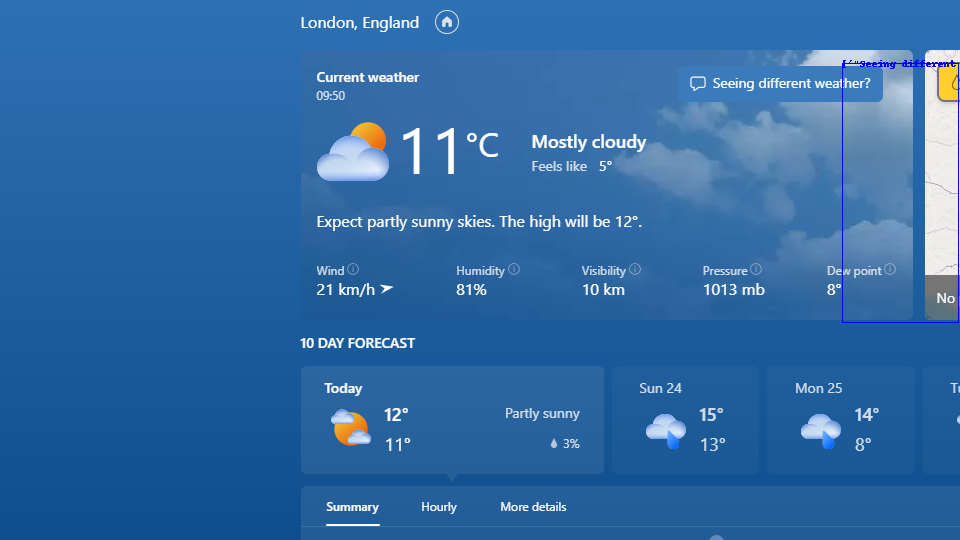 London, England
Current weather
09:50
Seeing different weather?
['"Seeing different
11 °C
Mostly cloudy
Feels like 5°
Expect partly sunny skies. The high will be 12°.
Wind
21 km/h
Humidity
81%
Visibility
10 km
Pressure
1013 mb
Dew point
8°
No
10 DAY FORECAST
Today
12°
11°
Partly sunny
3%
Sun 24
15°
13°
Mon 25
14°
8°
Summary
Hourly
More details